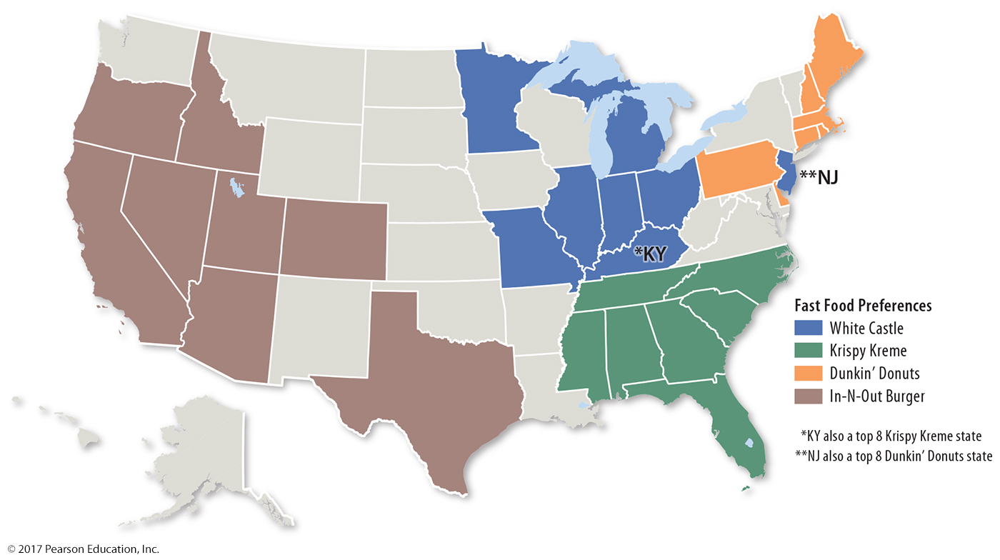 **NJ
*KY
Fast Food Preferences
White Castle
Krispy Kreme
Dunkin’ Donuts
In-N-Out Burger
*KY also a top 8 Krispy Kreme state
**NJ also a top 8 Dunkin’ Donuts state
© 2017 Pearson Education, Inc.